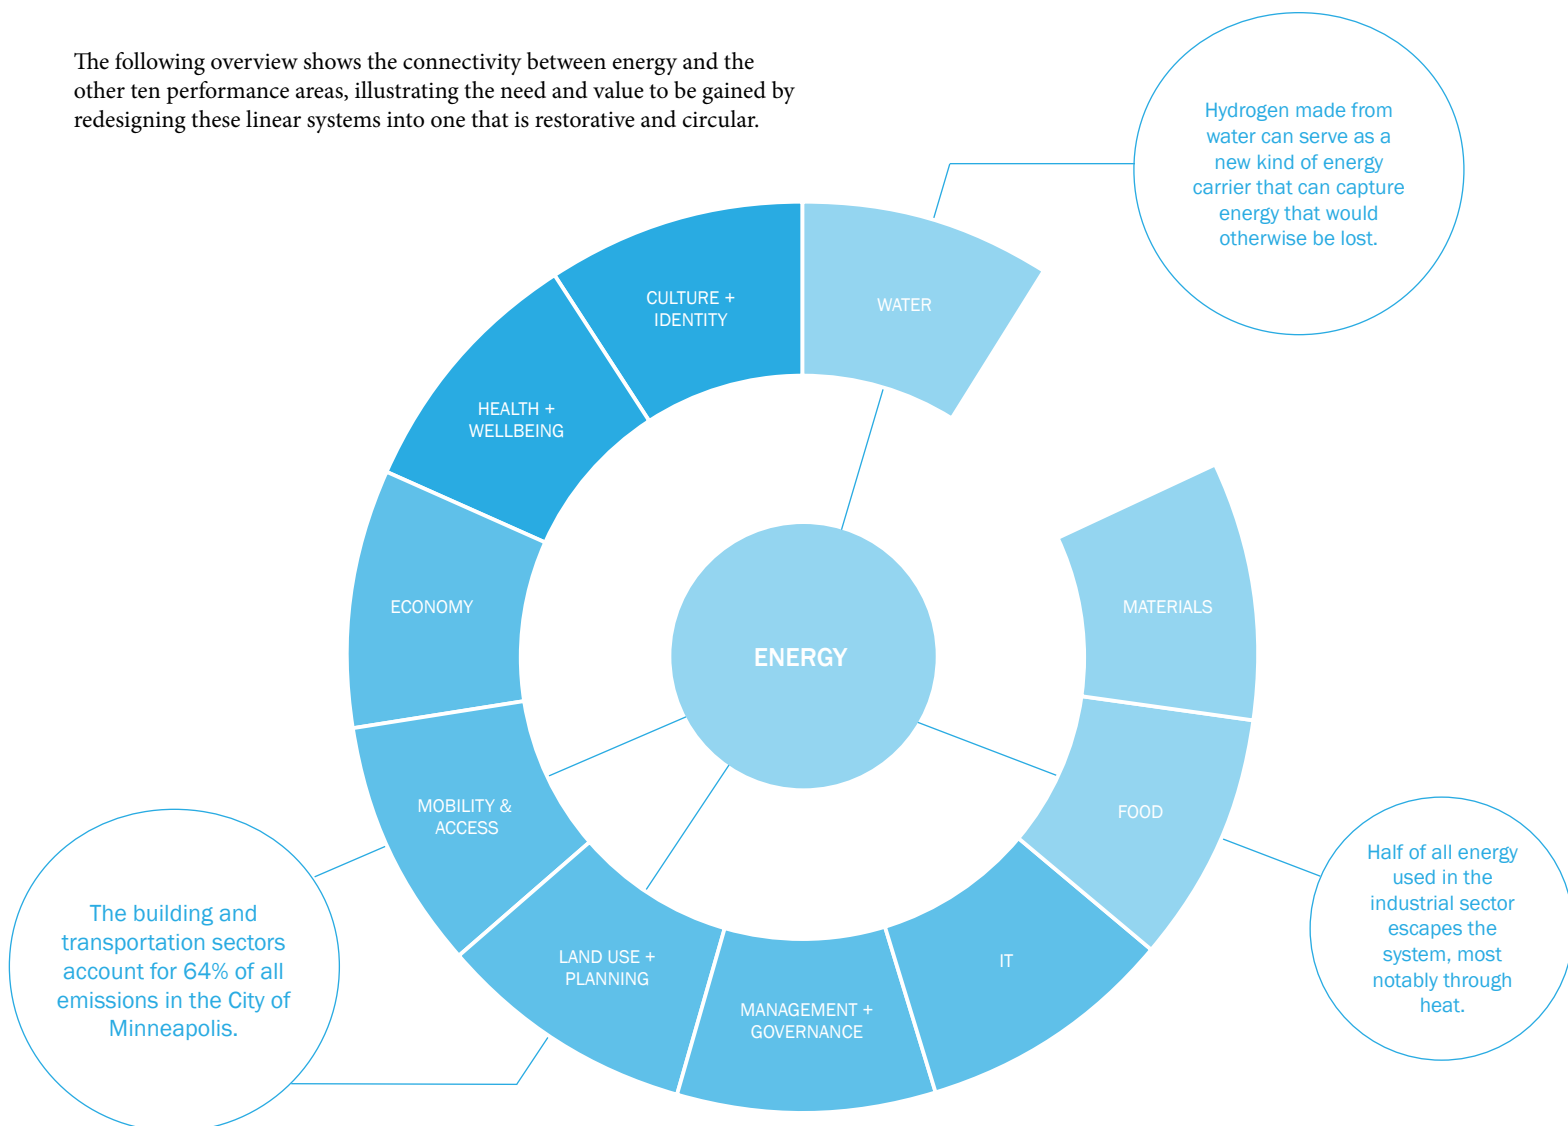 The following overview shows the connectivity between energy and the
other ten performance areas, illustrating the need and value to be gained by
redesigning these linear systems into one that is restorative and circular.
Hydrogen made from
water can serve as a
new kind of energy
carrier that can capture
energy that would
otherwise be lost.
CULTURE +
IDENTITY
WATER
HEALTH +
WELLBEING
ECONOMY
MATERIALS
ENERGY
MOBILITY &
ACCESS
FOOD
Half of all energy
used in the
industrial sector
escapes the
system, most
notably through
heat.
The building and
transportation sectors
account for 64% of all
emissions in the City of
Minneapolis.
LAND USE +
PLANNING
IT
MANAGEMENT +
GOVERNANCE